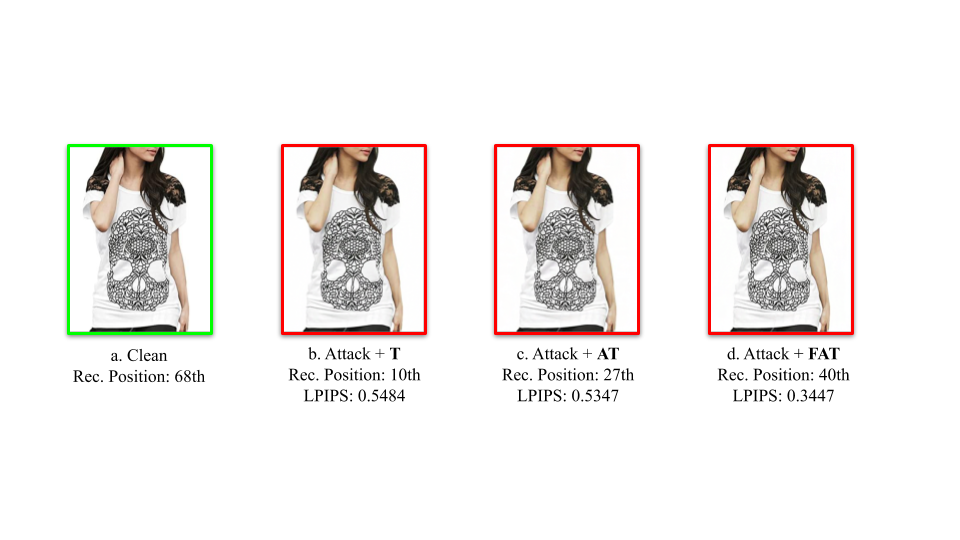 a. Clean
Rec. Position: 68th
b. Attack + T
Rec. Position: 10th
LPIPS: 0.5484
c. Attack + AT
Rec. Position: 27th
LPIPS: 0.5347
d. Attack + FAT
Rec. Position: 40th
LPIPS: 0.3447